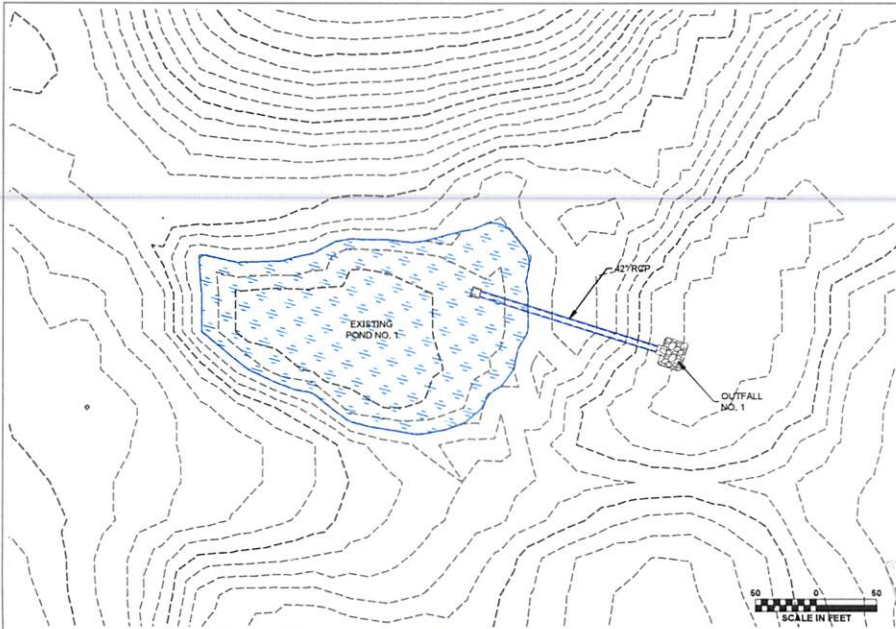 42" RCP
EXISTING
POND NO. 1
OUTFALL
NO. 1
50 0 50
SCALE IN FEET